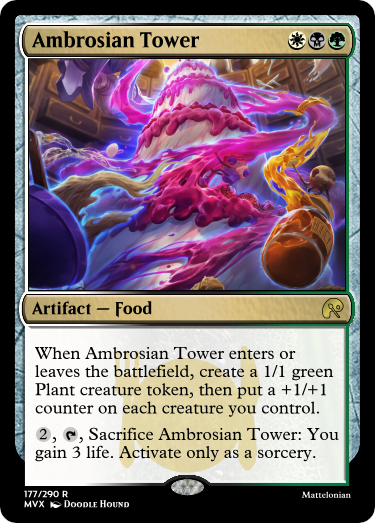 Ambrosian Tower
Artifact — Food
When Ambrosian Tower enters or
leaves the battlefield, create a 1/1 green
Plant creature token, then put a +1/+1
counter on each creature you control.
2, , Sacrifice Ambrosian Tower: You
gain 3 life. Activate only as a sorcery.
177/290 R
MVX Doodle Hound
Mattelonian